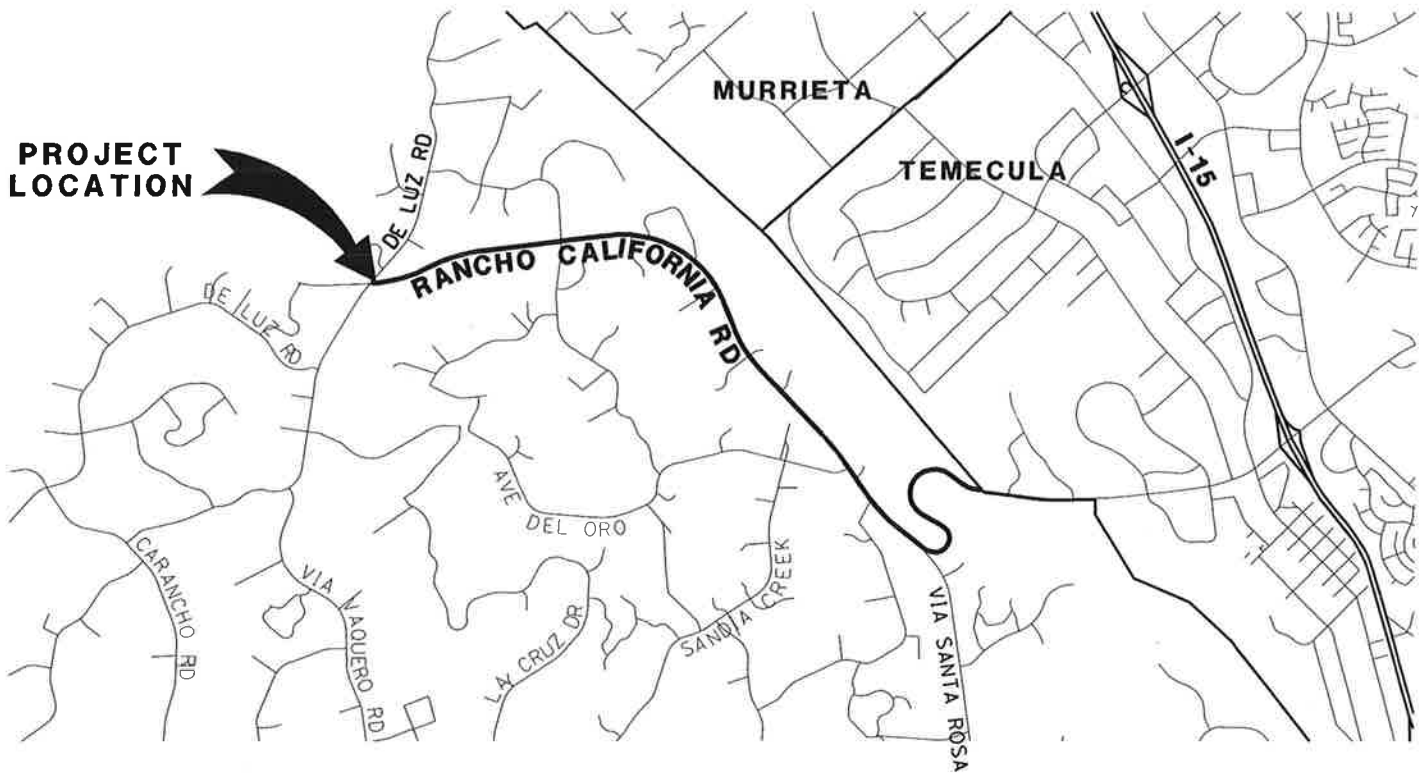 MURRIETA
I-15
PROJECT
LOCATION
DE LUZ RD
TEMECULA
RANCHO CALIFORNIA RD
DE LUZ RD
AVE DEL ORO
CARANCHO RD
VIA VAQUERO RD
LA CRUZ DR
SANDIA CREEK
VIA SANTA ROSA